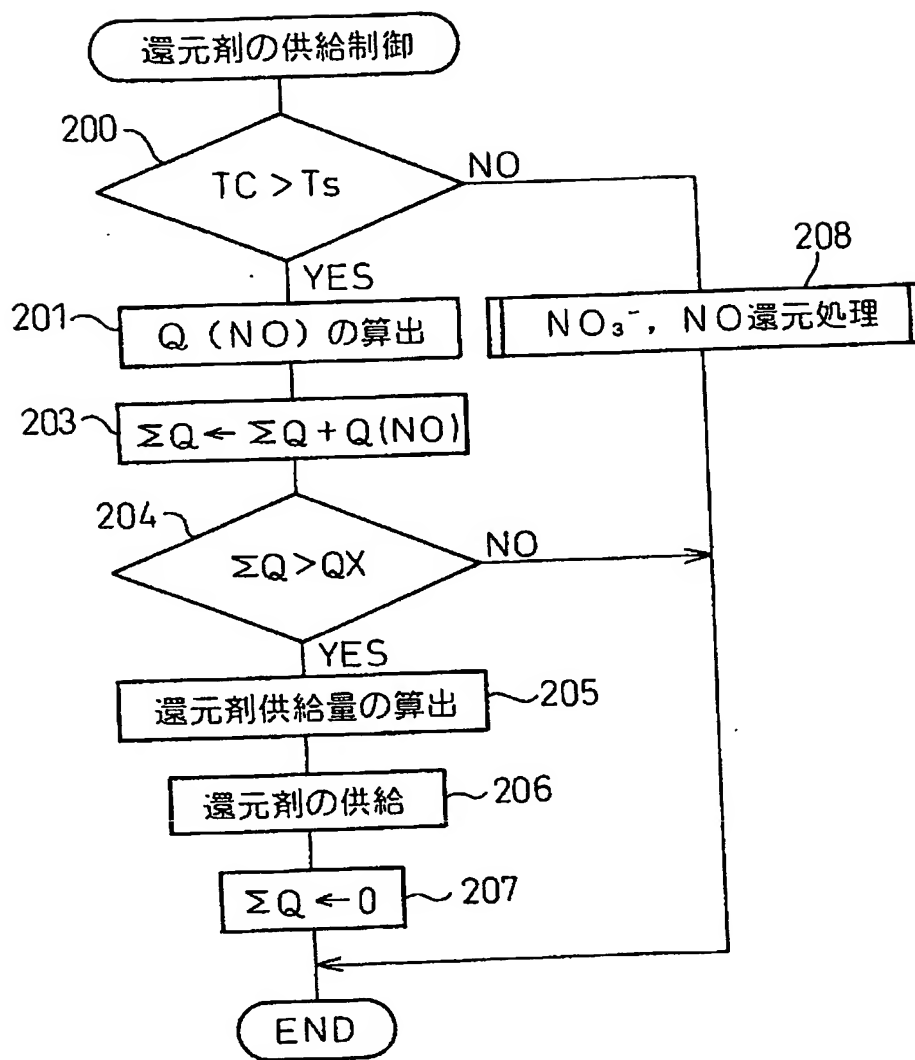 還元剤の供給制御
200
TC > Ts
NO
YES
208
NO₃⁻, NO還元処理
201
Q (NO) の算出
203
ΣQ ← ΣQ + Q(NO)
204
ΣQ > QX
NO
YES
還元剤供給量の算出
205
還元剤の供給
206
ΣQ ← 0
207
END